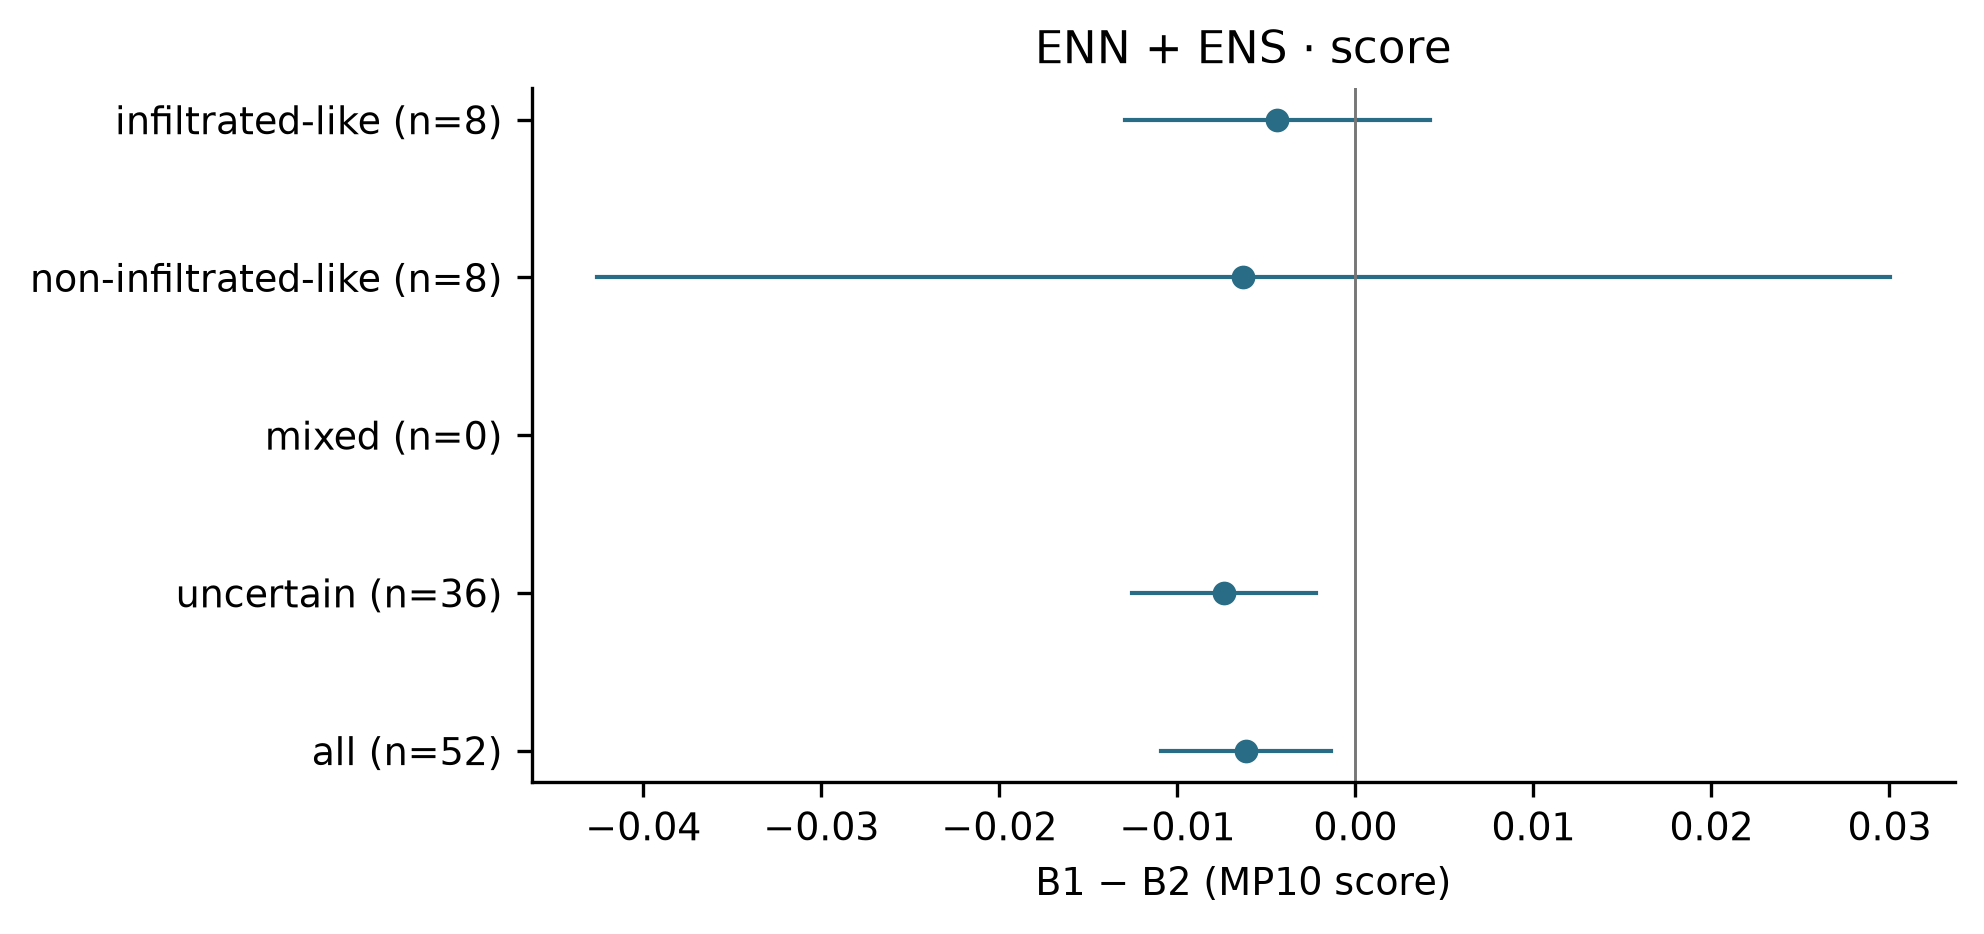 ENN + ENS · score
infiltrated-like (n=8)
non-infiltrated-like (n=8)
mixed (n=0)
uncertain (n=36)
all (n=52)
−0.04 −0.03 −0.02 −0.01 0.00 0.01 0.02 0.03
B1 − B2 (MP10 score)